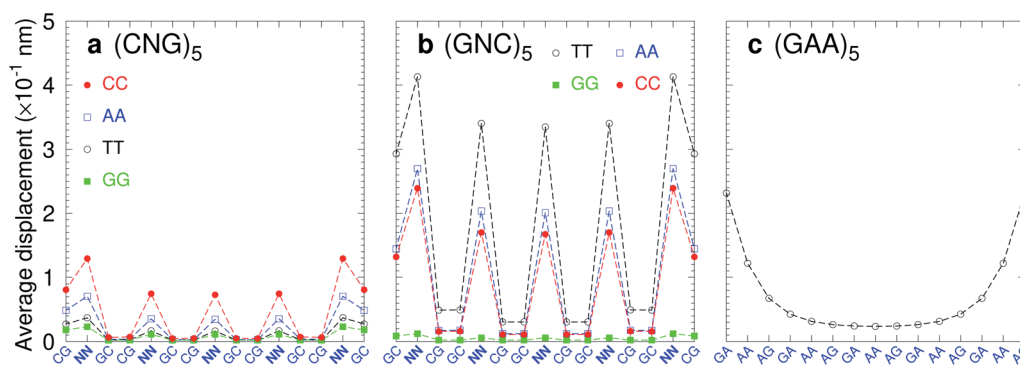 Average displacement (×10⁻¹ nm)
5
4
3
2
1
0
a (CNG)₅
CC
AA
TT
GG
CG
NN
GC
CG
NN
GC
CG
NN
GC
CG
NN
GC
CG
NN
GC
b (GNC)₅
TT
AA
GG
CC
GC
NN
CG
GC
NN
CG
GC
NN
CG
GC
NN
CG
GC
NN
CG
c (GAA)₅
GA
AA
AG
GA
AA
AG
GA
AA
AG
GA
AA
AG
GA
AA